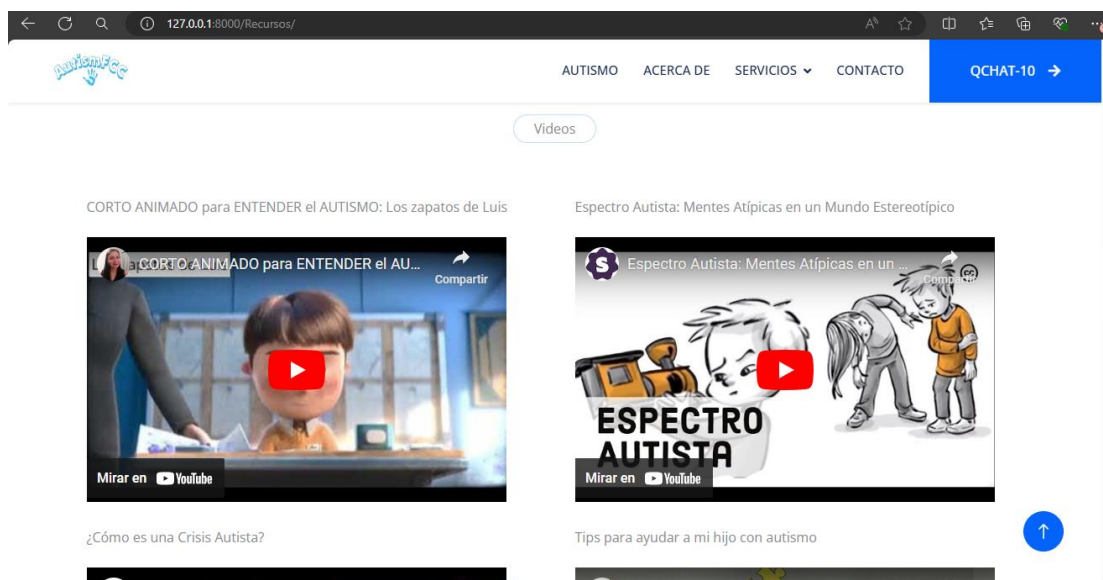 127.0.0.1:8000/Recursos/
AutismFCC
AUTISMO ACERCA DE SERVICIOS CONTACTO QCHAT-10 →
Videos
CORTO ANIMADO para ENTENDER el AUTISMO: Los zapatos de Luis
Espectro Autista: Mentes Atípicas en un Mundo Estereotípico
CORTO ANIMADO para ENTENDER el AU...
Compartir
Mirar en YouTube
S
Espectro Autista: Mentes Atípicas en un ...
Compartir
cc
ESPECTRO
AUTISTA
Mirar en YouTube
¿Cómo es una Crisis Autista?
Tips para ayudar a mi hijo con autismo